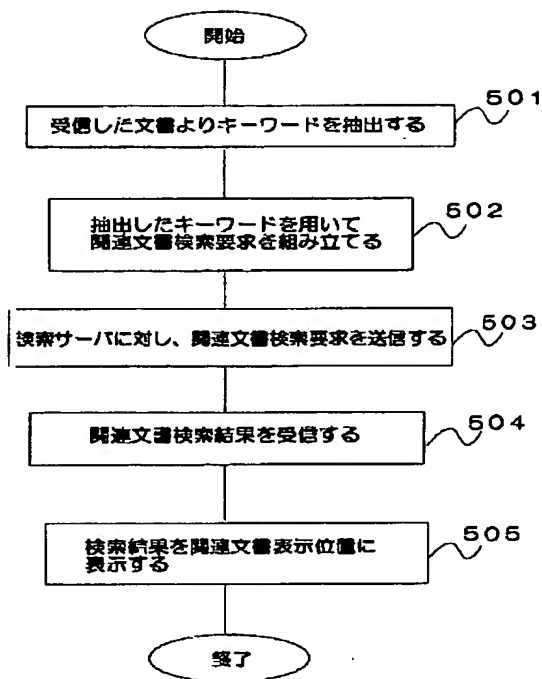 開始
受信した文書よりキーワードを抽出する
501
抽出したキーワードを用いて
関連文書検索要求を組み立てる
502
検索サーバに対し、関連文書検索要求を送信する
503
関連文書検索結果を受信する
504
検索結果を関連文書表示位置に
表示する
505
終了